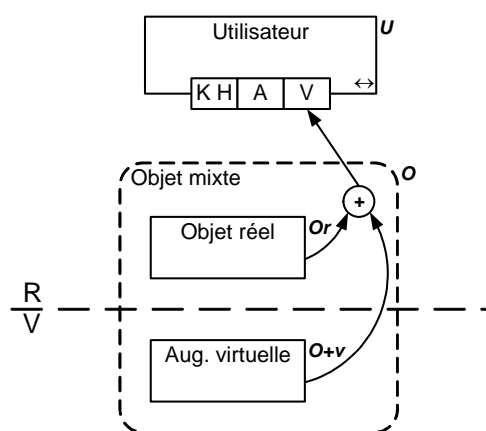 Utilisateur
U
K H A V
↔
Objet mixte
O
+
Objet réel
Or
R
V
Aug. virtuelle
O+v